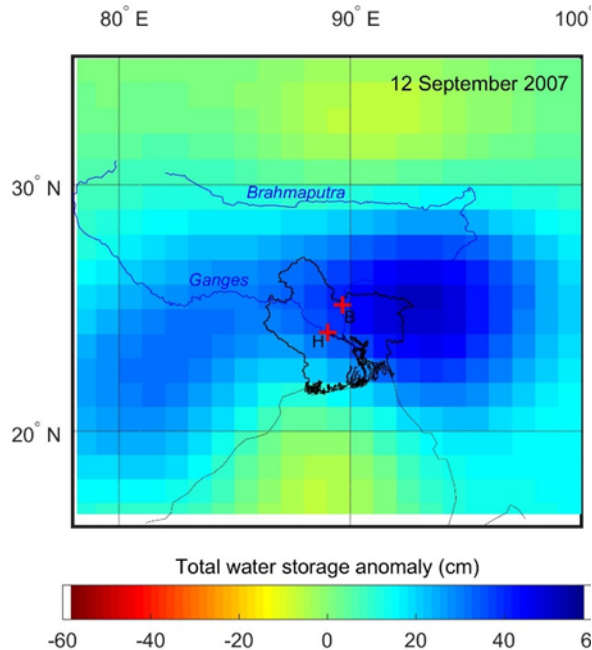 80° E 90° E 100°
12 September 2007
30° N
Brahmaputra
Ganges
B
H
20° N
Total water storage anomaly (cm)
-60 -40 -20 0 20 40 6